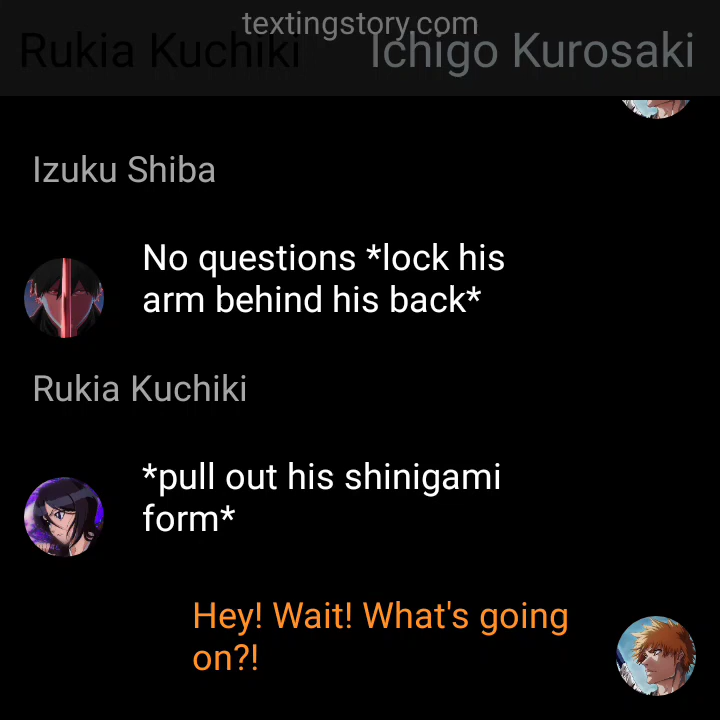 textingstory.com
Rukia Kuchiki
Ichigo Kurosaki
Izuku Shiba
No questions *lock his
arm behind his back*
Rukia Kuchiki
*pull out his shinigami
form*
Hey! Wait! What's going
on?!